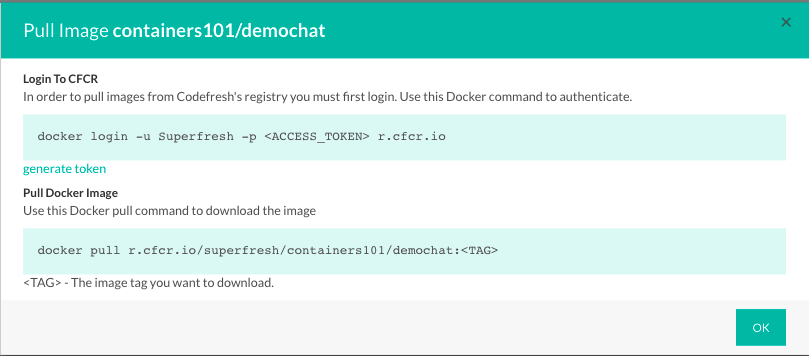 Pull Image containers101/demochat
×
Login To CFCR
In order to pull images from Codefresh's registry you must first login. Use this Docker command to authenticate.
docker login -u Superfresh -p <ACCESS_TOKEN> r.cfcr.io
generate token
Pull Docker Image
Use this Docker pull command to download the image
docker pull r.cfcr.io/superfresh/containers101/demochat:<TAG>
<TAG> - The image tag you want to download.
OK